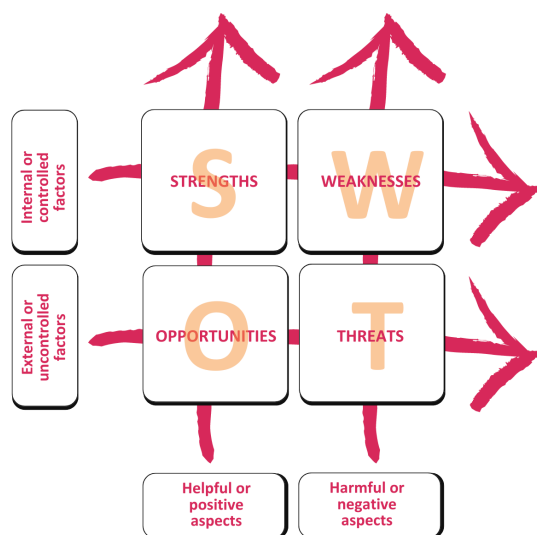 Internal or
controlled
factors
S
STRENGTHS
W
WEAKNESSES
External or
uncontrolled
factors
O
OPPORTUNITIES
T
THREATS
Helpful or
positive
aspects
Harmful or
negative
aspects